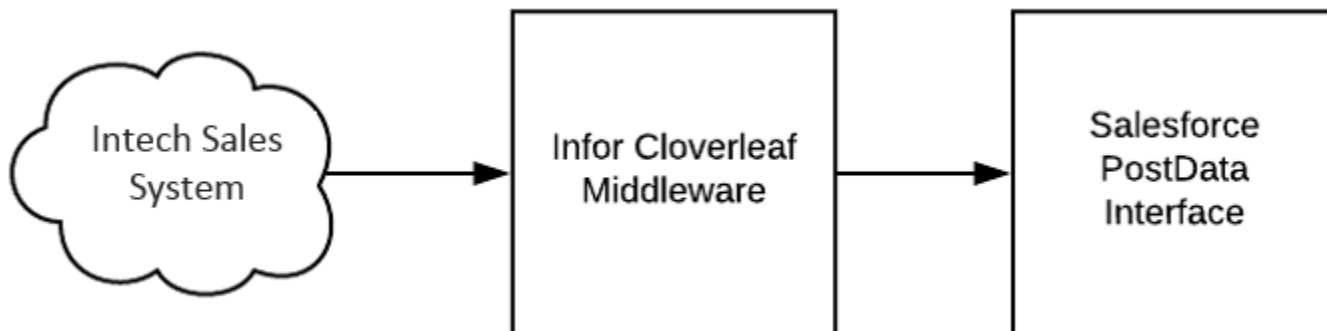 Intech Sales
System
Infor Cloverleaf
Middleware
Salesforce
PostData
Interface